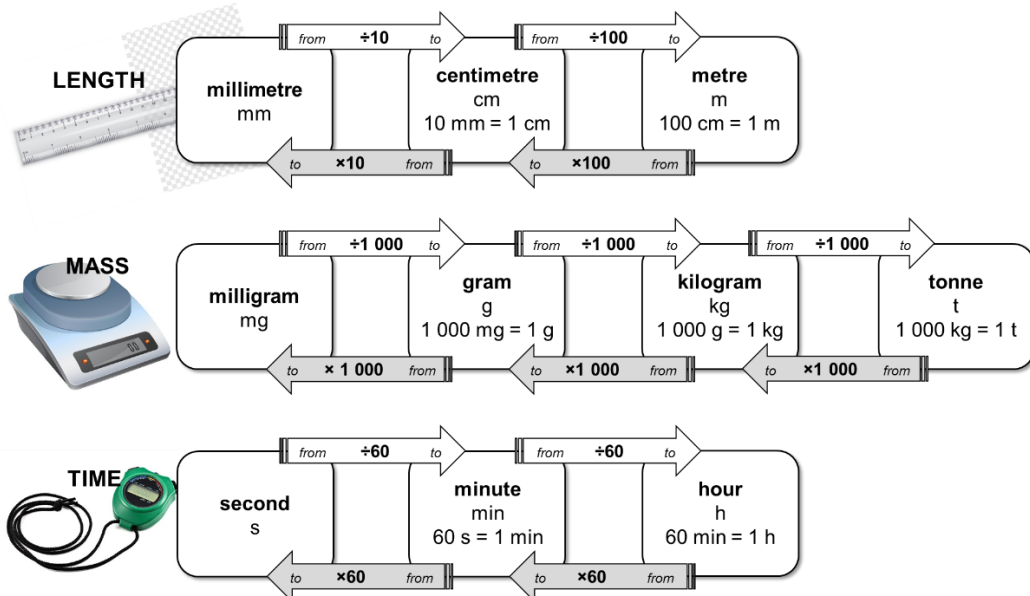 from ÷10 to
from ÷100 to
LENGTH
millimetre
mm
centimetre
cm
10 mm = 1 cm
metre
m
100 cm = 1 m
to ×10 from
to ×100 from
from ÷1 000 to
from ÷1 000 to
from ÷1 000 to
MASS
milligram
mg
gram
g
1 000 mg = 1 g
kilogram
kg
1 000 g = 1 kg
tonne
t
1 000 kg = 1 t
to × 1 000 from
to ×1 000 from
to ×1 000 from
from ÷60 to
from ÷60 to
TIME
second
s
minute
min
60 s = 1 min
hour
h
60 min = 1 h
to ×60 from
to ×60 from